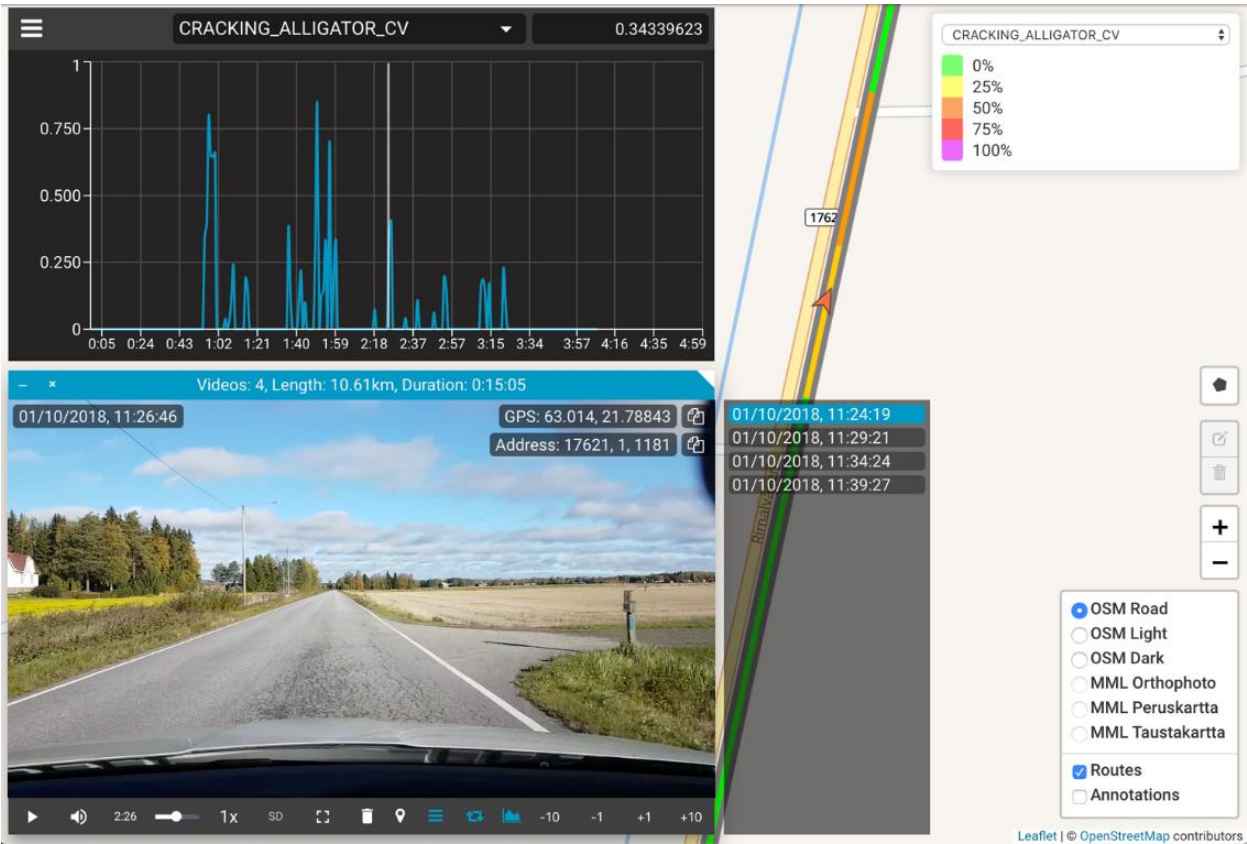 CRACKING_ALLIGATOR_CV
0.34339623
1
0.750
0.500
0.250
0
0:05 0:24 0:43 1:02 1:21 1:40 1:59 2:18 2:37 2:57 3:15 3:34 3:57 4:16 4:35 4:59
Videos: 4, Length: 10.61km, Duration: 0:15:05
01/10/2018, 11:26:46
GPS: 63.014, 21.78843
Address: 17621, 1, 1181
2:26
1x
SD
-10
-1
+1
+10
01/10/2018, 11:24:19
01/10/2018, 11:29:21
01/10/2018, 11:34:24
01/10/2018, 11:39:27
1762
CRACKING_ALLIGATOR_CV
0%
25%
50%
75%
100%
+
−
OSM Road
OSM Light
OSM Dark
MML Orthophoto
MML Peruskartta
MML Taustakartta
Routes
Annotations
Leaflet | © OpenStreetMap contributors